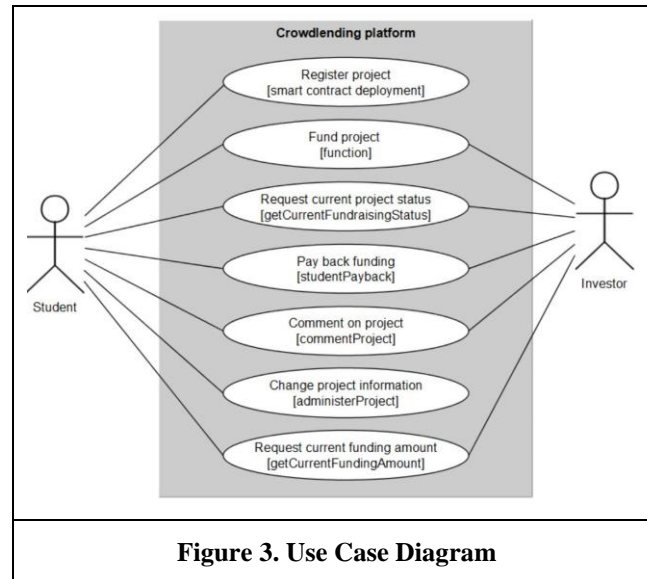 Crowdlending platform
Register project
[smart contract deployment]
Fund project
[function]
Request current project status
[getCurrentFundraisingStatus]
Pay back funding
[studentPayback]
Student
Investor
Comment on project
[commentProject]
Change project information
[administerProject]
Request current funding amount
[getCurrentFundingAmount]
Figure 3. Use Case Diagram